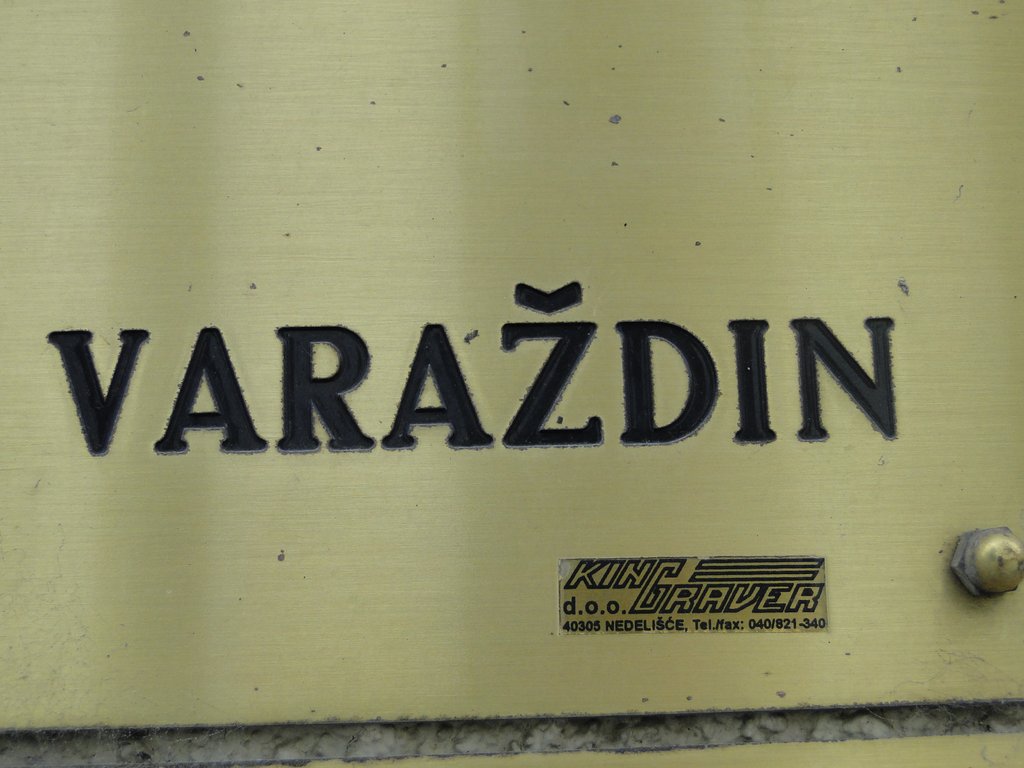 VARAŽDIN
KING
d.o.o. GRAVER
40305 NEDELIŠĆE, Tel./fax: 040/821-340